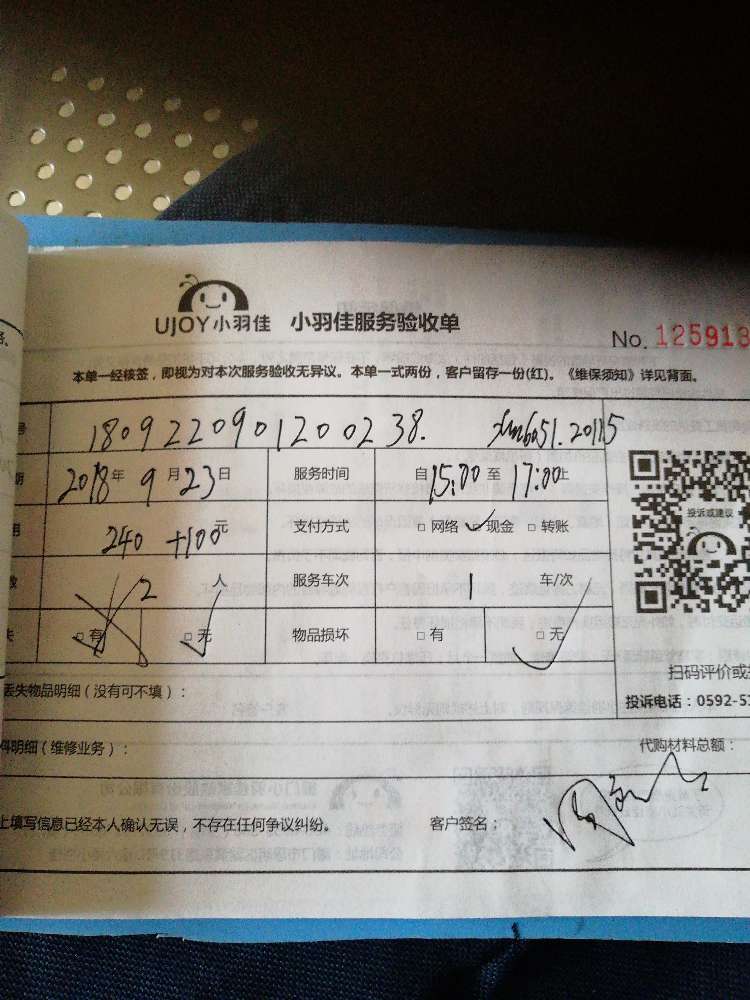 UJOY小羽佳 小羽佳服务验收单
No. 125913
本单一经核签，即视为对本次服务验收无异议。本单一式两份，客户留存一份(红)。《维保须知》详见背面。
号 1809220901200238.
期 2018年9月23日 服务时间 自15:00至17:00止
用 240 +100元 支付方式 □网络 □现金 □转账
数 2 人 服务车次 1 车/次
失 □有 □无 物品损坏 □有 □无
投诉或建议
扫码评价或
丢失物品明细（没有可不填）：
投诉电话：0592-5
件明细（维修业务）： 代购材料总额：
上填写信息已经本人确认无误，不存在任何争议纠纷。 客户签名：